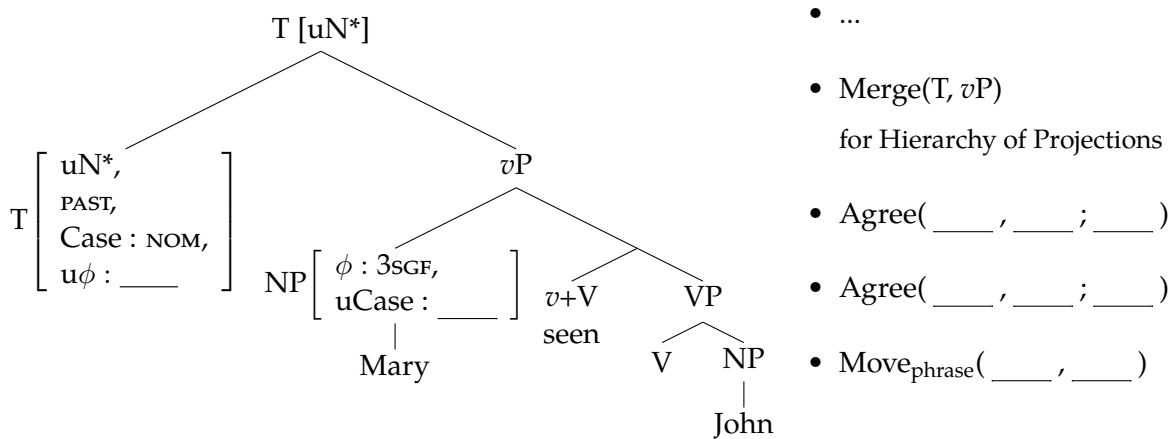 T [uN*]
T [ uN*,
PAST,
Case : NOM,
uϕ : ____ ]
vP
NP [ ϕ : 3SGF,
uCase : ____ ]
Mary
v+V
seen
VP
V
NP
John
• ...
• Merge(T, vP)
for Hierarchy of Projections
• Agree( ____ , ____ ; ____ )
• Agree( ____ , ____ ; ____ )
• Movephrase( ____ , ____ )